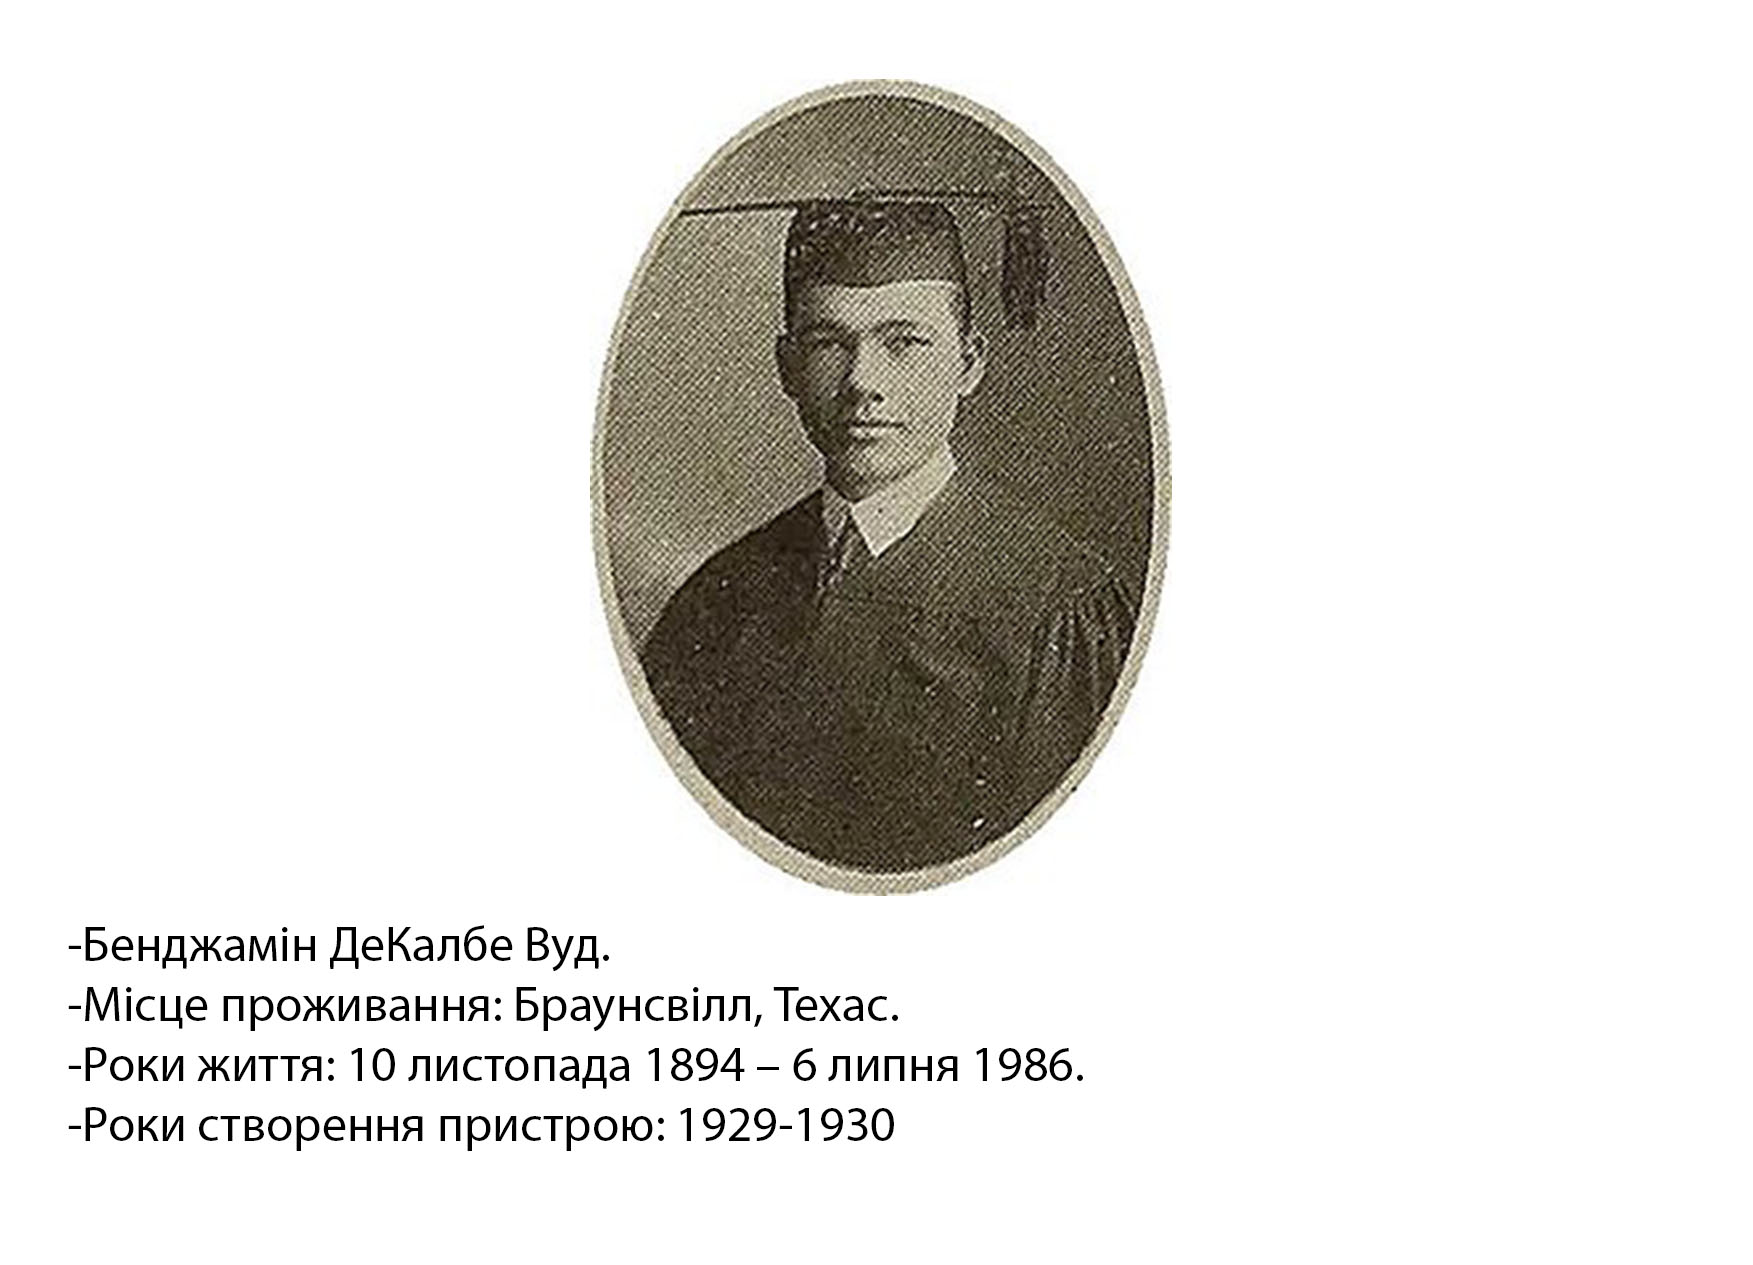 -Бенджамін ДеКалбе Вуд.
-Місце проживання: Браунсвілл, Техас.
-Роки життя: 10 листопада 1894 – 6 липня 1986.
-Роки створення пристрою: 1929-1930